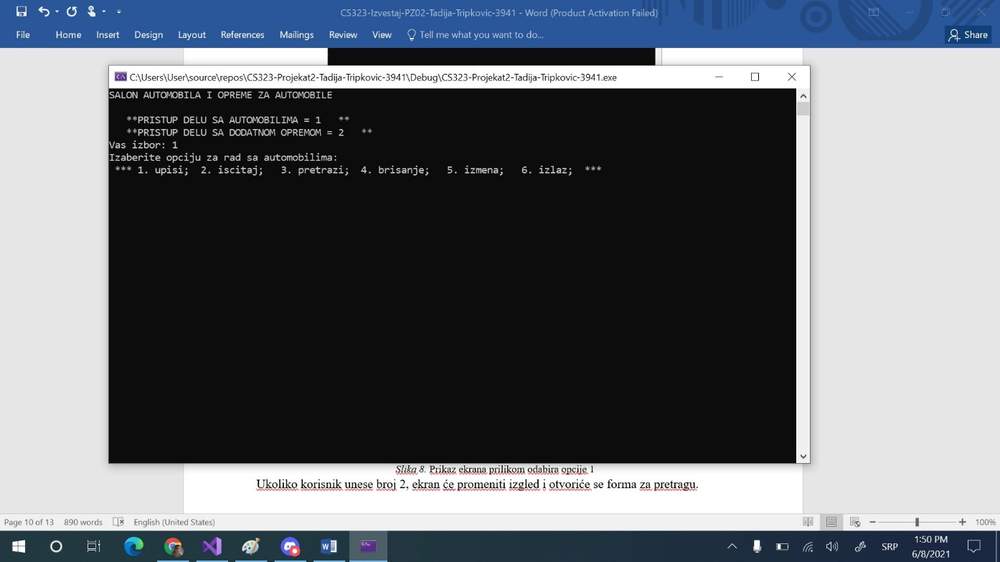 CS323-Izvestaj-PZ02-Tadija-Tripkovic-3941 - Word (Product Activation Failed)
File Home Insert Design Layout References Mailings Review View Tell me what you want to do... Share
C:\Users\User\source\repos\CS323-Projekat2-Tadija-Tripkovic-3941\Debug\CS323-Projekat2-Tadija-Tripkovic-3941.exe
SALON AUTOMOBILA I OPREME ZA AUTOMOBILE
**PRISTUP DELU SA AUTOMOBILIMA = 1 **
**PRISTUP DELU SA DODATNOM OPREMOM = 2 **
Vas izbor: 1
Izaberite opciju za rad sa automobilima:
*** 1. upisi; 2. iscitaj; 3. pretrazi; 4. brisanje; 5. izmena; 6. izlaz; ***
Slika 8. Prikaz ekrana prilikom odabira opcije 1
Ukoliko korisnik unese broj 2, ekran će promeniti izgled i otvoriće se forma za pretragu.
Page 10 of 13 890 words English (United States) 100%
1:50 PM
SRP
6/8/2021